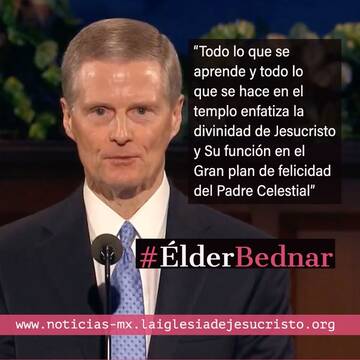 “Todo lo que se
aprende y todo lo
que se hace en el
templo enfatiza la
divinidad de Jesucristo
y Su función en el
Gran plan de felicidad
del Padre Celestial”
#ÉlderBednar
www.noticias-mx.laiglesiadejesucristo.org